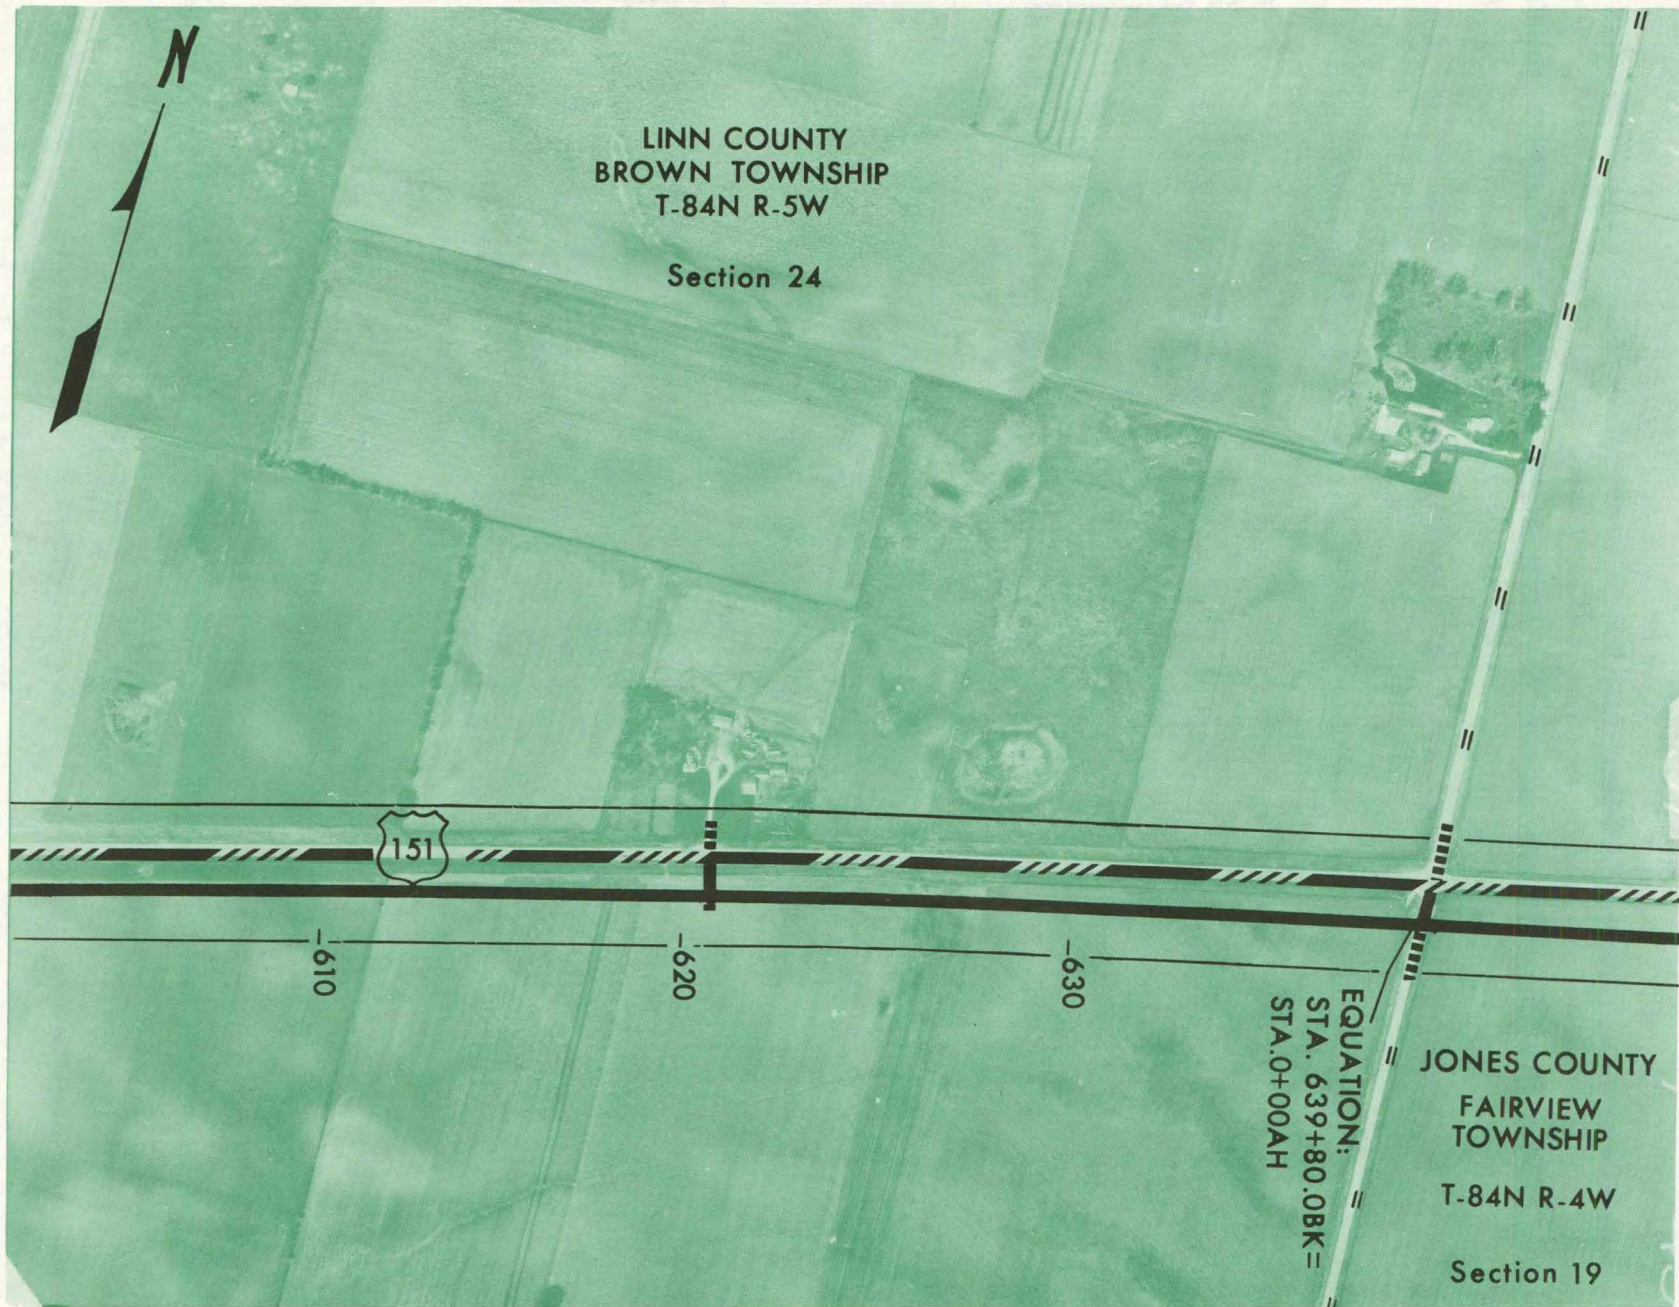 N
LINN COUNTY
BROWN TOWNSHIP
T-84N R-5W
Section 24
151
-610
-620
-630
EQUATION:
STA. 639+80.0BK=
STA.0+00AH
JONES COUNTY
FAIRVIEW
TOWNSHIP
T-84N R-4W
Section 19